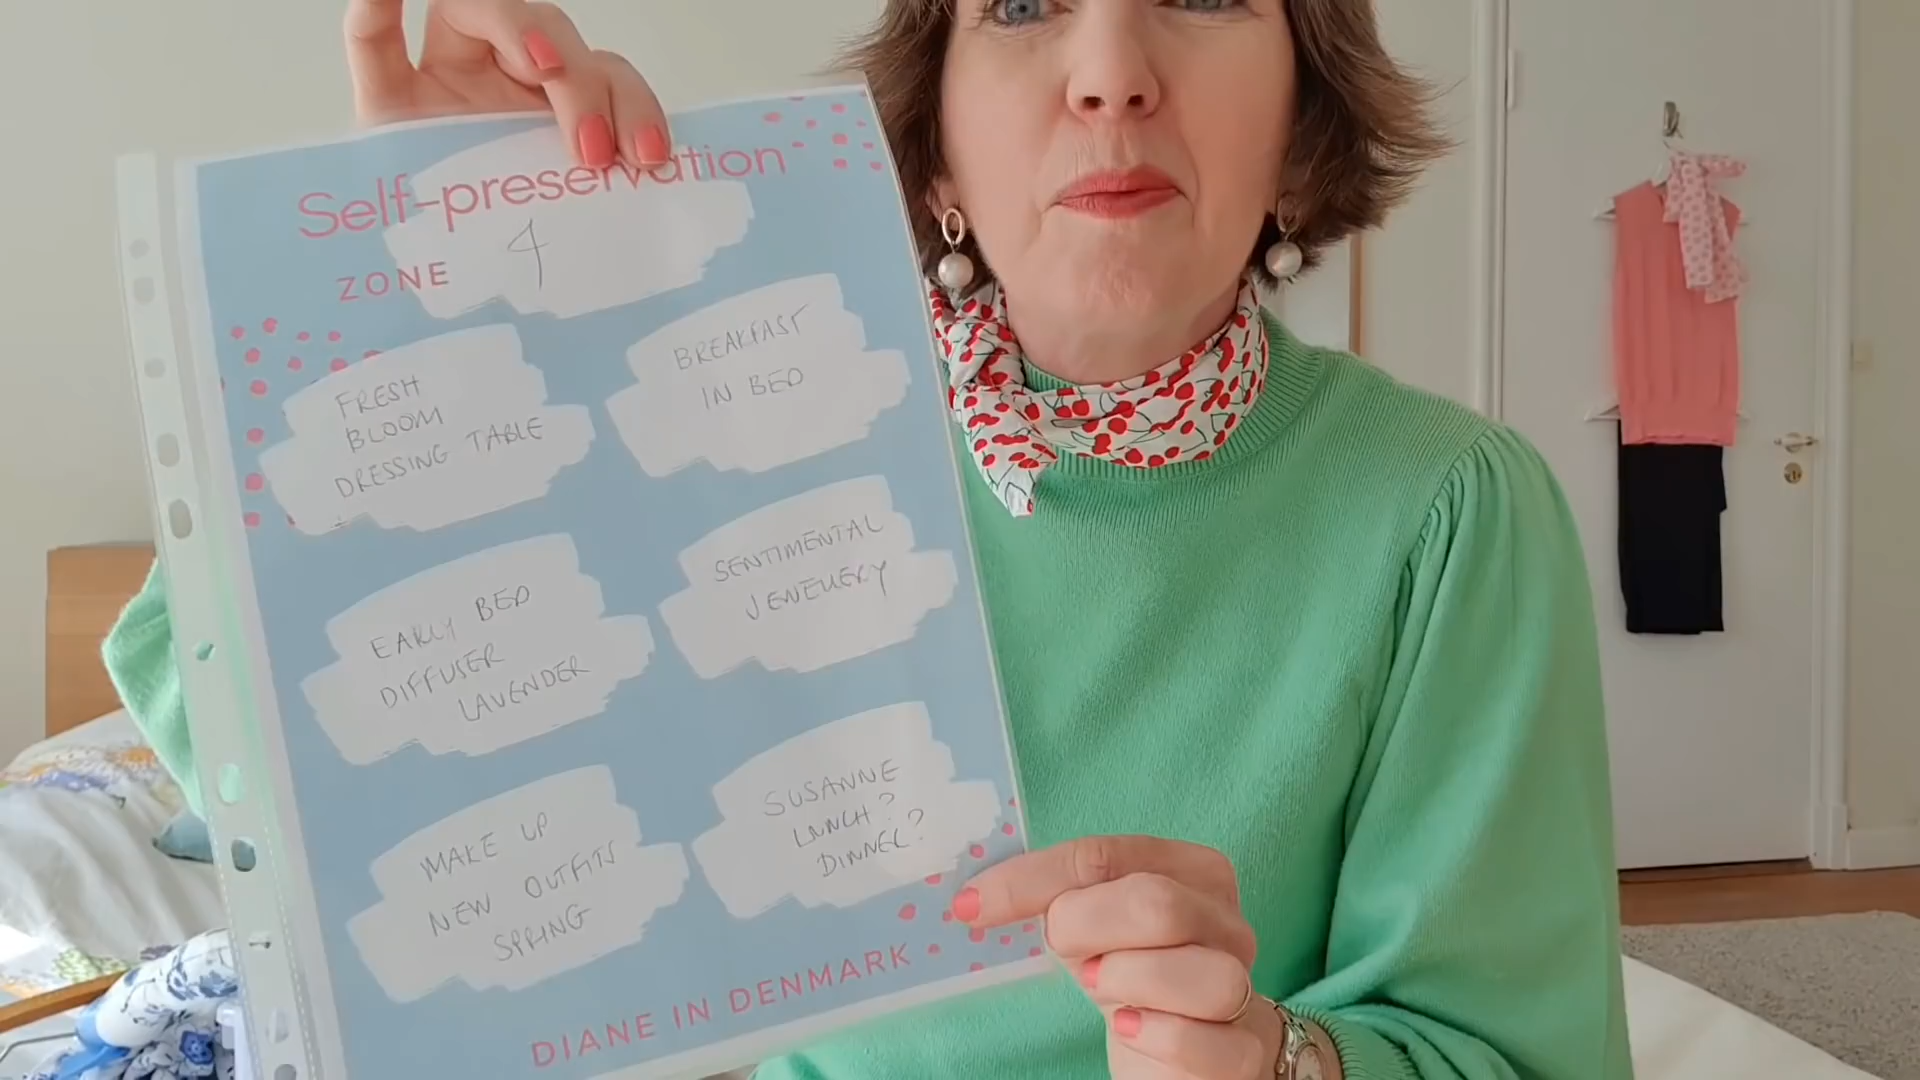 Self-preservation
ZONE 4
FRESH
BLOOM
DRESSING TABLE
BREAKFAST
IN BED
EARLY BED
DIFFUSER
LAVENDER
SENTIMENTAL
JEWELLERY
MAKE UP
NEW OUTFITS
SPRING
SUSANNE
LUNCH?
DINNER?
DIANE IN DENMARK